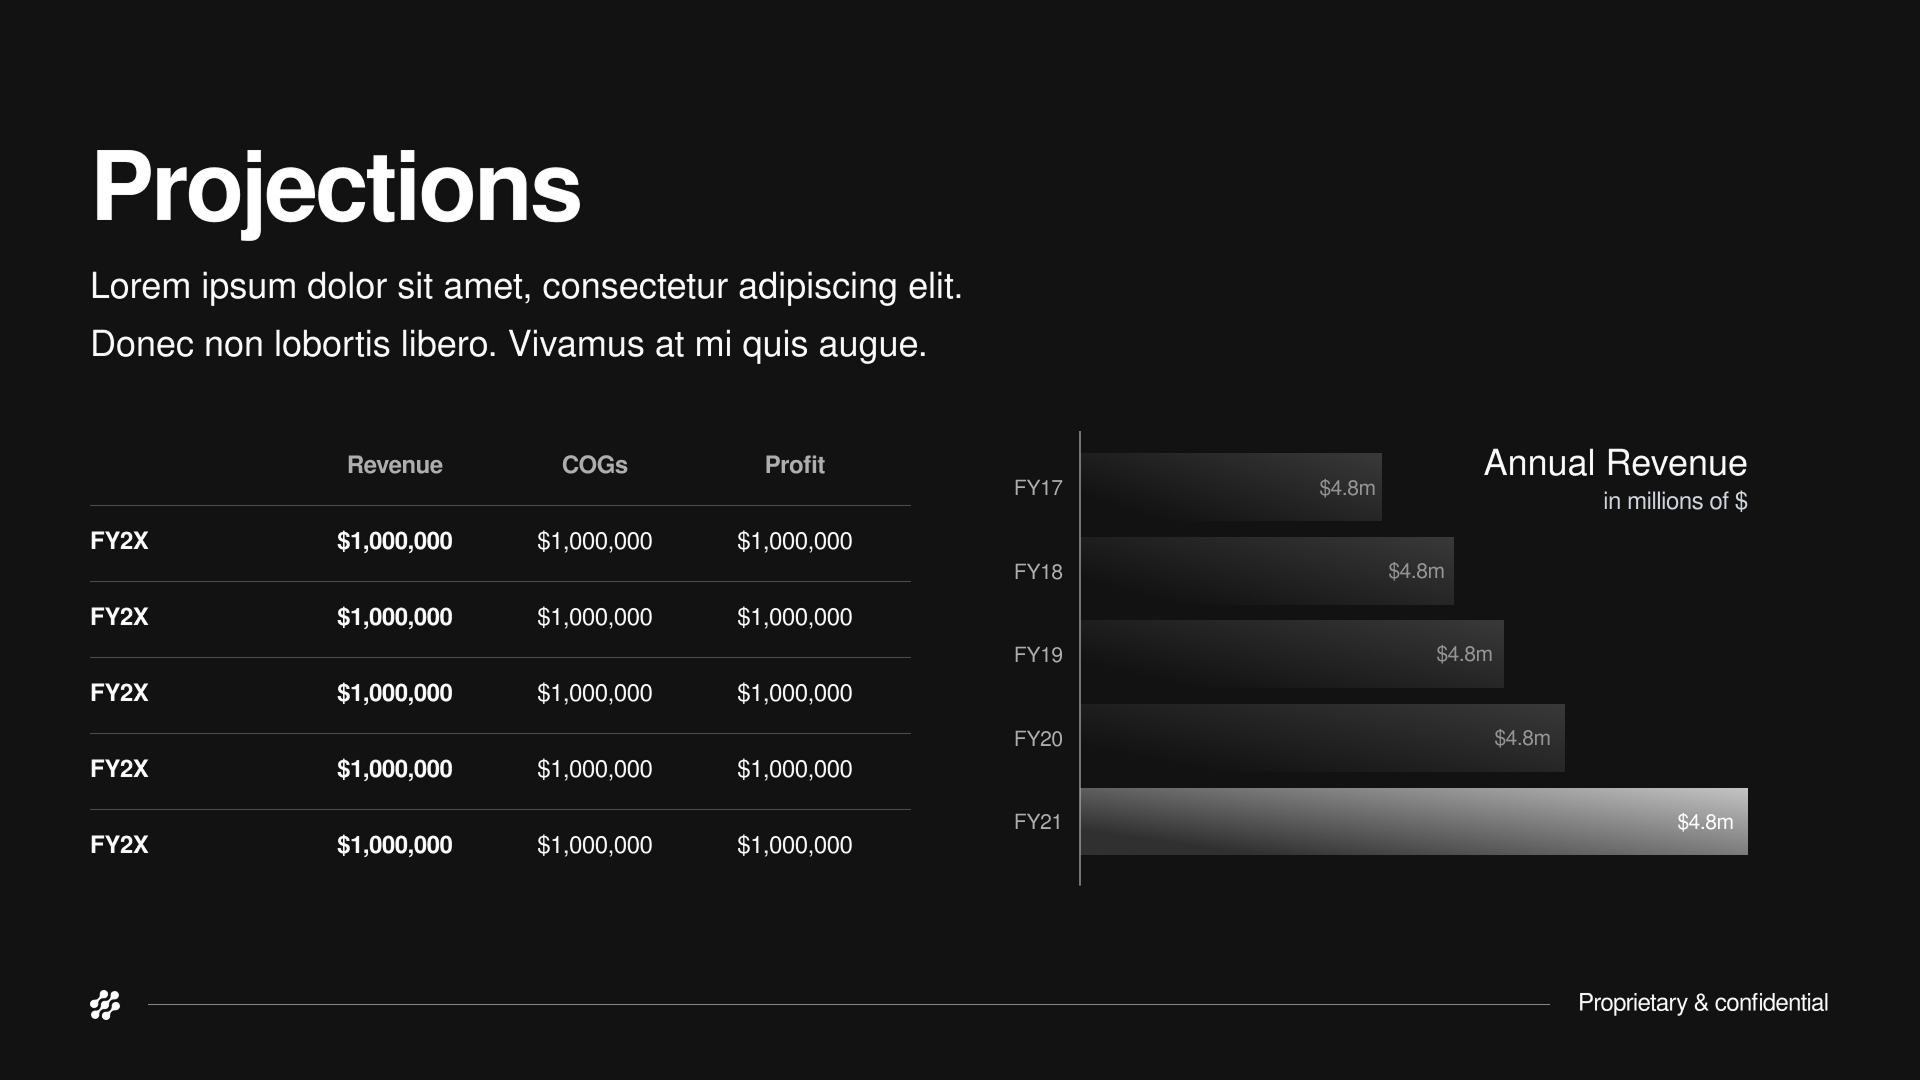 Projections
Lorem ipsum dolor sit amet, consectetur adipiscing elit.
Donec non lobortis libero. Vivamus at mi quis augue.
Revenue COGs Profit
FY2X $1,000,000 $1,000,000 $1,000,000
FY2X $1,000,000 $1,000,000 $1,000,000
FY2X $1,000,000 $1,000,000 $1,000,000
FY2X $1,000,000 $1,000,000 $1,000,000
FY2X $1,000,000 $1,000,000 $1,000,000
Annual Revenue
in millions of $
FY17 $4.8m
FY18 $4.8m
FY19 $4.8m
FY20 $4.8m
FY21 $4.8m
Proprietary & confidential